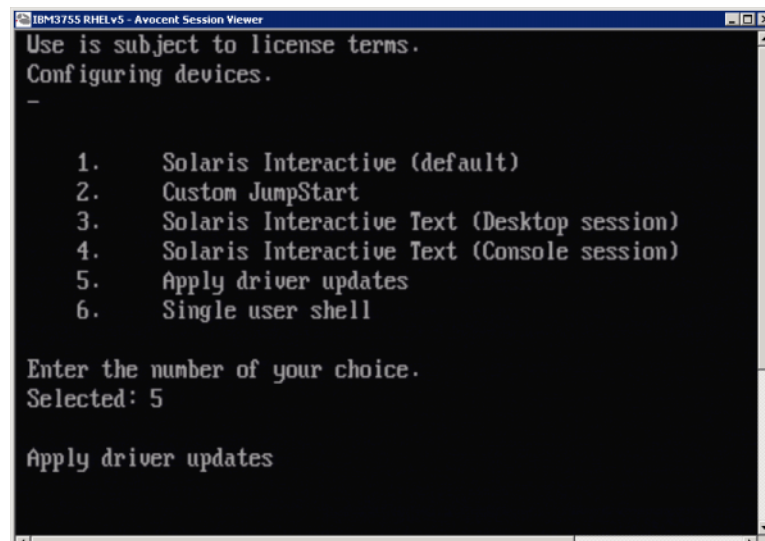 IBM3755 RHELv5 - Avocent Session Viewer
Use is subject to license terms.
Configuring devices.
-
1. Solaris Interactive (default)
2. Custom JumpStart
3. Solaris Interactive Text (Desktop session)
4. Solaris Interactive Text (Console session)
5. Apply driver updates
6. Single user shell
Enter the number of your choice.
Selected: 5
Apply driver updates